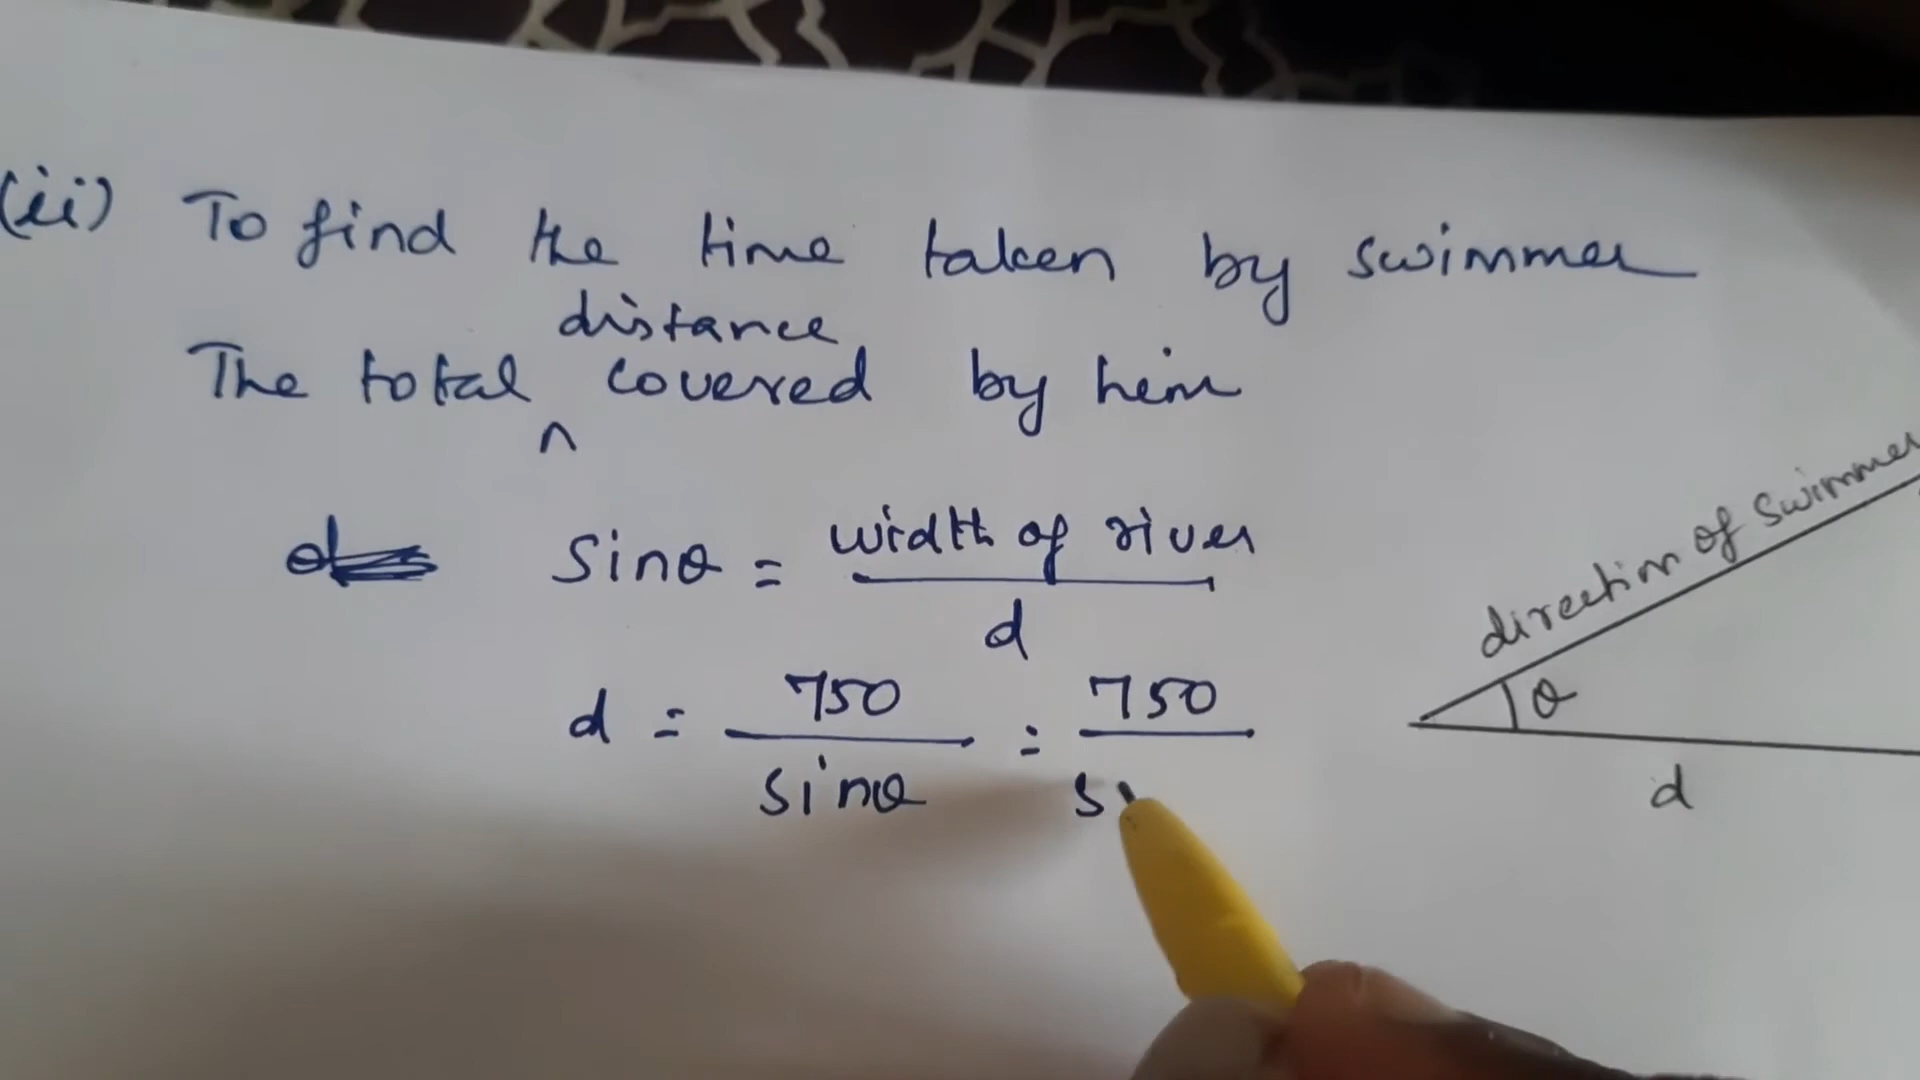 (ii) To find the time taken by swimmer
distance
The total ^ covered by him
Sinθ = width of river / d
d = 750 / sinθ = 750 / s
direction of swimmer
θ
d